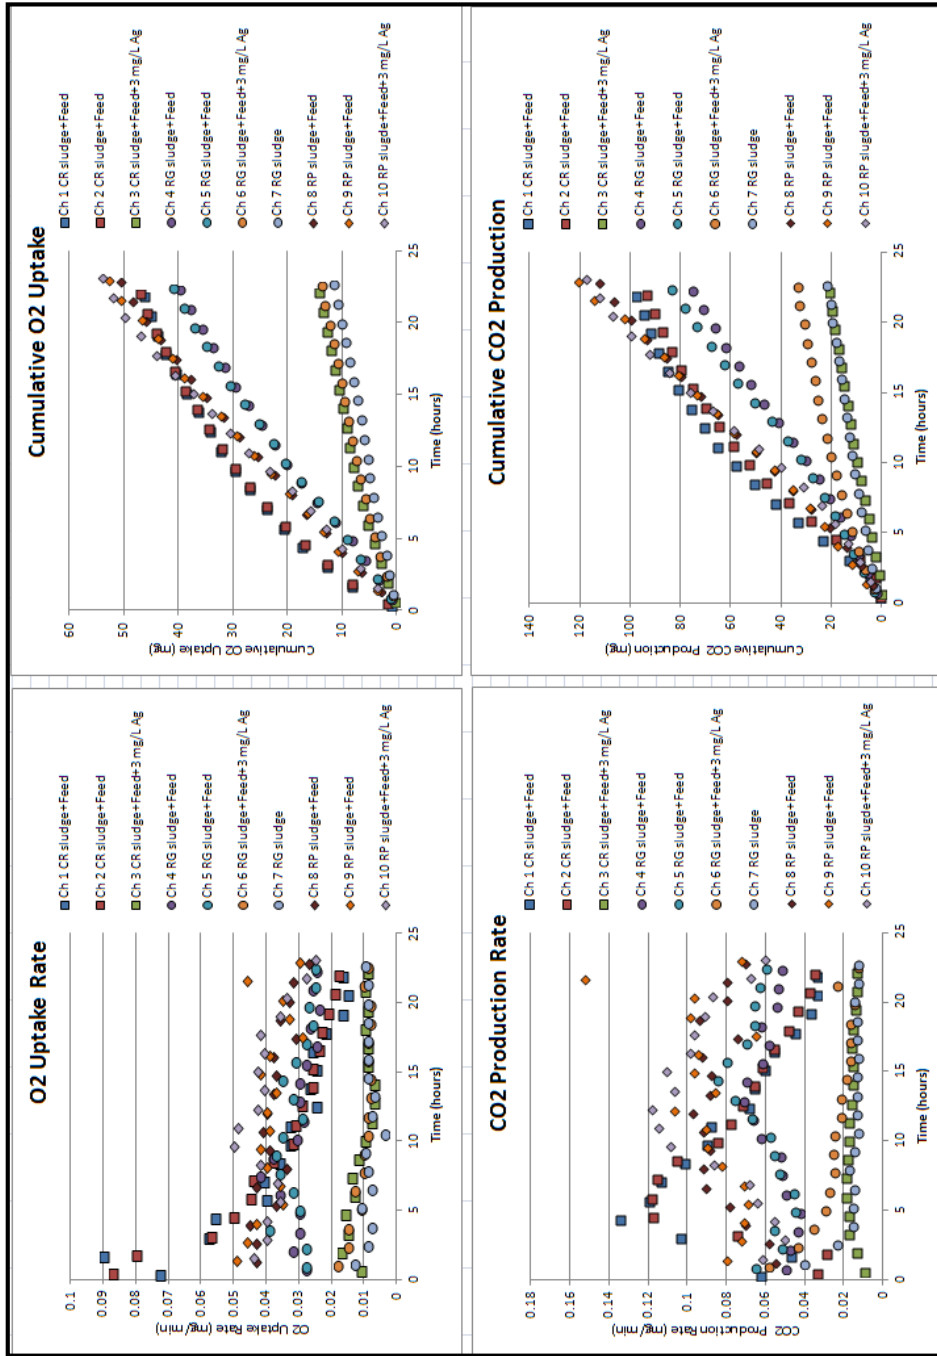 O2 Uptake Rate
O2 Uptake Rate (mg/min)
0.1
0.09
0.08
0.07
0.06
0.05
0.04
0.03
0.02
0.01
0
0 5 10 15 20 25
Time (hours)
Ch 1 CR sludge+Feed
Ch 2 CR sludge+Feed
Ch 3 CR sludge+Feed+3 mg/L Ag
Ch 4 RG sludge+Feed
Ch 5 RG sludge+Feed
Ch 6 RG sludge+Feed+3 mg/L Ag
Ch 7 RG sludge
Ch 8 RP sludge+Feed
Ch 9 RP sludge+Feed
Ch 10 RP slugde+Feed+3 mg/L Ag
Cumulative O2 Uptake
Cumulative O2 Uptake (mg)
60
50
40
30
20
10
0
0 5 10 15 20 25
Time (hours)
Ch 1 CR sludge+Feed
Ch 2 CR sludge+Feed
Ch 3 CR sludge+Feed+3 mg/L Ag
Ch 4 RG sludge+Feed
Ch 5 RG sludge+Feed
Ch 6 RG sludge+Feed+3 mg/L Ag
Ch 7 RG sludge
Ch 8 RP sludge+Feed
Ch 9 RP sludge+Feed
Ch 10 RP slugde+Feed+3 mg/L Ag
CO2 Production Rate
CO2 Production Rate (mg/min)
0.18
0.16
0.14
0.12
0.1
0.08
0.06
0.04
0.02
0
0 5 10 15 20 25
Time (hours)
Ch 1 CR sludge+Feed
Ch 2 CR sludge+Feed
Ch 3 CR sludge+Feed+3 mg/L Ag
Ch 4 RG sludge+Feed
Ch 5 RG sludge+Feed
Ch 6 RG sludge+Feed+3 mg/L Ag
Ch 7 RG sludge
Ch 8 RP sludge+Feed
Ch 9 RP sludge+Feed
Ch 10 RP slugde+Feed+3 mg/L Ag
Cumulative CO2 Production
Cumulative CO2 Production (mg)
140
120
100
80
60
40
20
0
0 5 10 15 20 25
Time (hours)
Ch 1 CR sludge+Feed
Ch 2 CR sludge+Feed
Ch 3 CR sludge+Feed+3 mg/L Ag
Ch 4 RG sludge+Feed
Ch 5 RG sludge+Feed
Ch 6 RG sludge+Feed+3 mg/L Ag
Ch 7 RG sludge
Ch 8 RP sludge+Feed
Ch 9 RP sludge+Feed
Ch 10 RP slugde+Feed+3 mg/L Ag